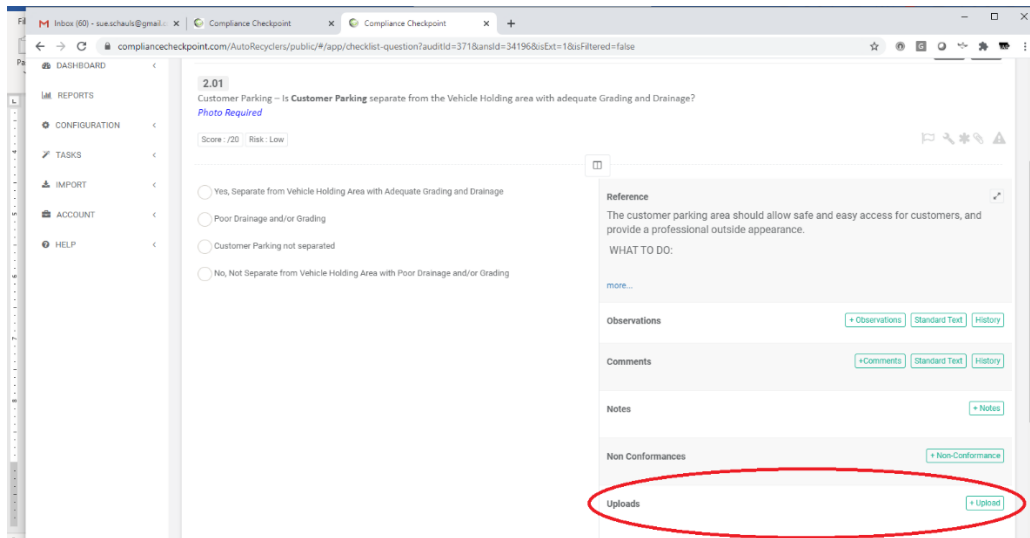 Inbox (60) - sue.schauls@gmail.c
Compliance Checkpoint
Compliance Checkpoint
compliancecheckpoint.com/AutoRecyclers/public/#/app/checklist-question?auditId=371&ansId=34196&isExt=1&isFiltered=false
DASHBOARD
REPORTS
CONFIGURATION
TASKS
IMPORT
ACCOUNT
HELP
2.01
Customer Parking – Is Customer Parking separate from the Vehicle Holding area with adequate Grading and Drainage?
Photo Required
Score : /20 Risk : Low
Yes, Separate from Vehicle Holding Area with Adequate Grading and Drainage
Poor Drainage and/or Grading
Customer Parking not separated
No, Not Separate from Vehicle Holding Area with Poor Drainage and/or Grading
Reference
The customer parking area should allow safe and easy access for customers, and
provide a professional outside appearance.
WHAT TO DO:
more...
Observations + Observations Standard Text History
Comments +Comments Standard Text History
Notes + Notes
Non Conformances + Non-Conformance
Uploads + Upload